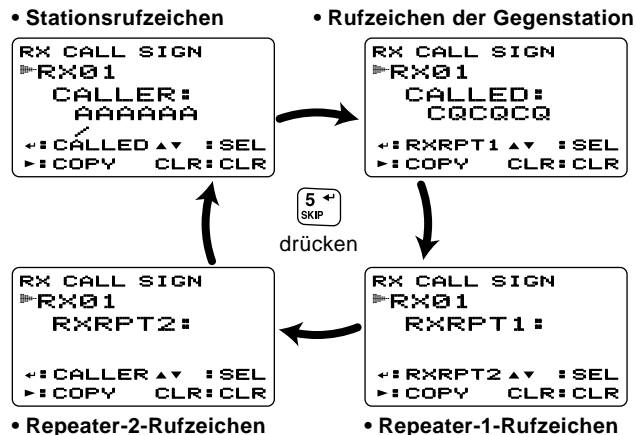 • Stationsrufzeichen
RX CALL SIGN
RX01
CALLER:
AAAAAA
/
↵:CALLED ▲▼ :SEL
►:COPY CLR:CLR
• Rufzeichen der Gegenstation
RX CALL SIGN
RX01
CALLED:
CQCQCQ
↵:RXRPT1 ▲▼ :SEL
►:COPY CLR:CLR
5 ↵
SKIP
drücken
RX CALL SIGN
RX01
RXRPT2:
↵:CALLER ▲▼ :SEL
►:COPY CLR:CLR
• Repeater-2-Rufzeichen
RX CALL SIGN
RX01
RXRPT1:
↵:RXRPT2 ▲▼ :SEL
►:COPY CLR:CLR
• Repeater-1-Rufzeichen